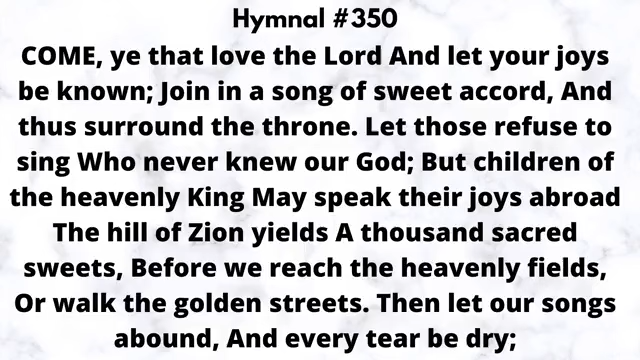 Hymnal #350
COME, ye that love the Lord And let your joys
be known; Join in a song of sweet accord, And
thus surround the throne. Let those refuse to
sing Who never knew our God; But children of
the heavenly King May speak their joys abroad
The hill of Zion yields A thousand sacred
sweets, Before we reach the heavenly fields,
Or walk the golden streets. Then let our songs
abound, And every tear be dry;